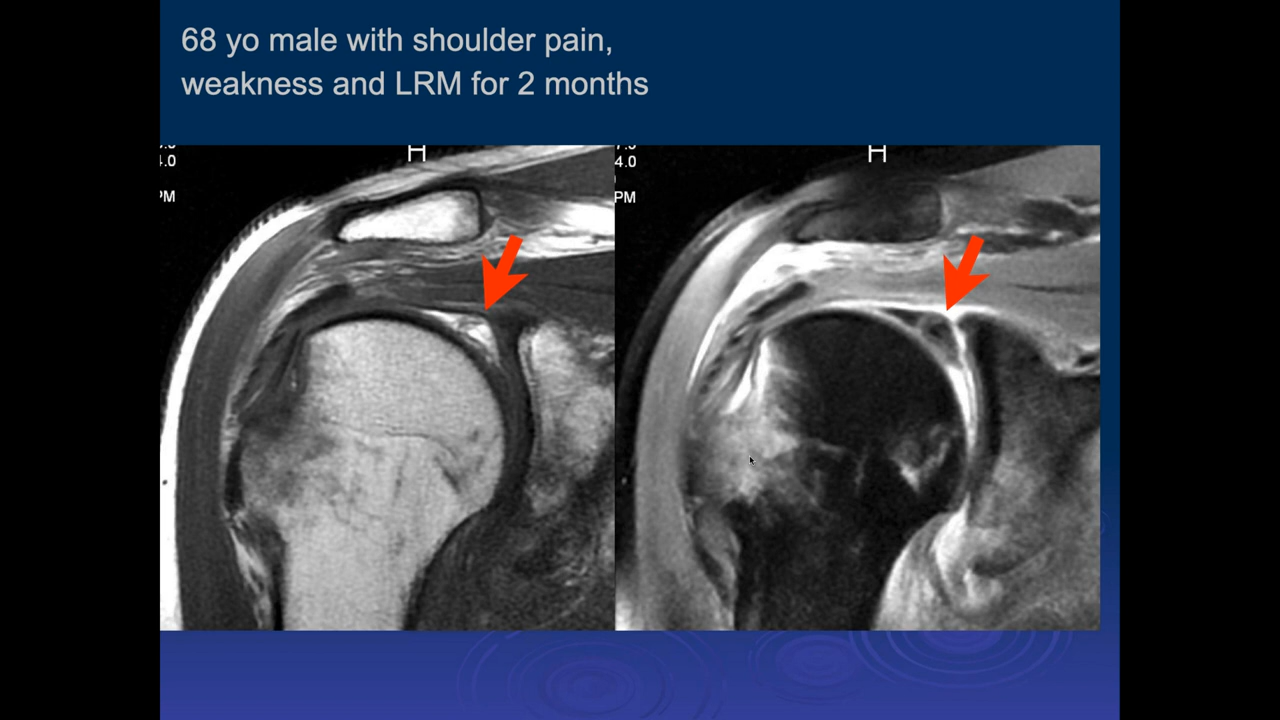 68 yo male with shoulder pain,
weakness and LRM for 2 months
H
4.0
PM
H
4.0
PM